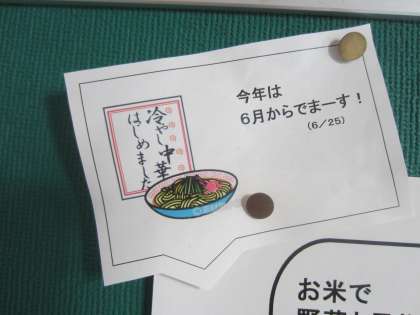 今年は
6月からでまーす！
(6/25)
冷やし中華
はじめました
お米で